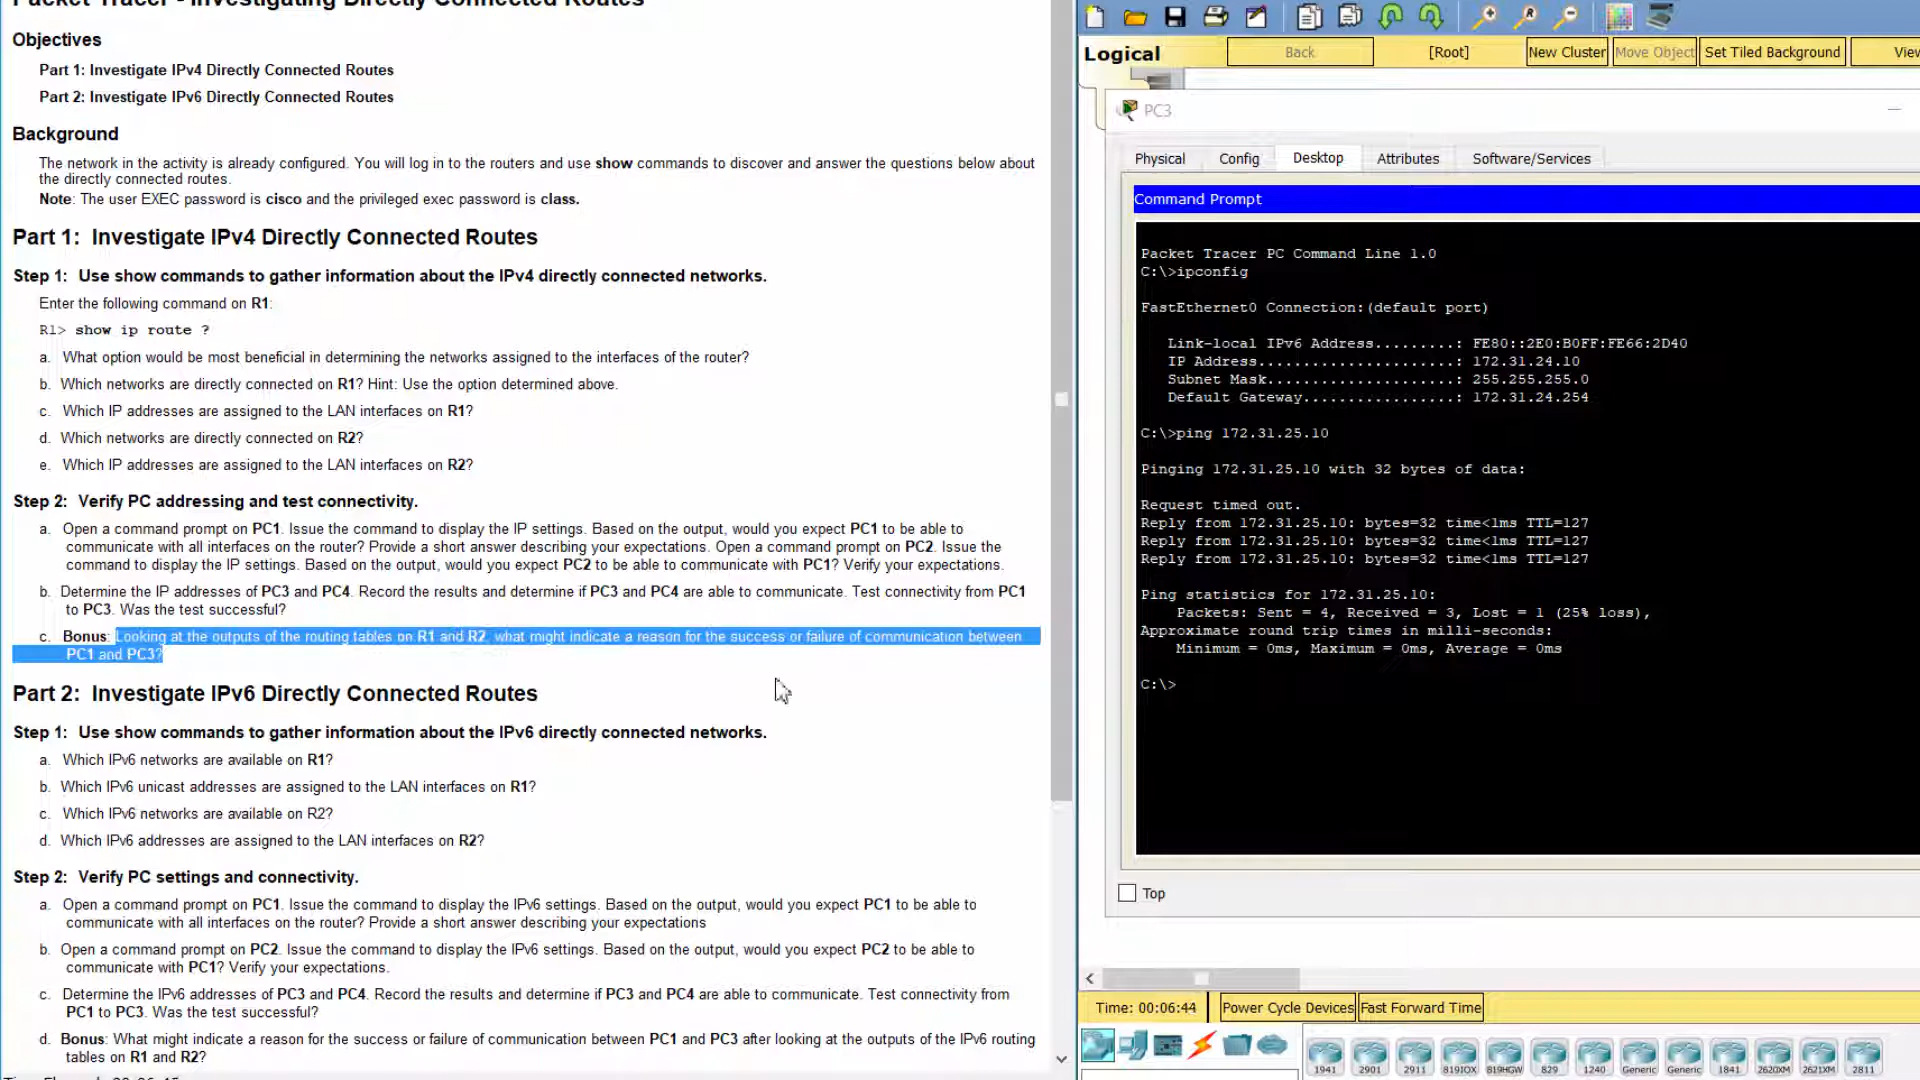 Packet Tracer - Investigating Directly Connected Routes
Objectives
Part 1: Investigate IPv4 Directly Connected Routes
Part 2: Investigate IPv6 Directly Connected Routes
Background
The network in the activity is already configured. You will log in to the routers and use show commands to discover and answer the questions below about
the directly connected routes.
Note: The user EXEC password is cisco and the privileged exec password is class.
Part 1: Investigate IPv4 Directly Connected Routes
Step 1: Use show commands to gather information about the IPv4 directly connected networks.
Enter the following command on R1:
R1> show ip route ?
a. What option would be most beneficial in determining the networks assigned to the interfaces of the router?
b. Which networks are directly connected on R1? Hint: Use the option determined above.
c. Which IP addresses are assigned to the LAN interfaces on R1?
d. Which networks are directly connected on R2?
e. Which IP addresses are assigned to the LAN interfaces on R2?
Step 2: Verify PC addressing and test connectivity.
a. Open a command prompt on PC1. Issue the command to display the IP settings. Based on the output, would you expect PC1 to be able to
communicate with all interfaces on the router? Provide a short answer describing your expectations. Open a command prompt on PC2. Issue the
command to display the IP settings. Based on the output, would you expect PC2 to be able to communicate with PC1? Verify your expectations.
b. Determine the IP addresses of PC3 and PC4. Record the results and determine if PC3 and PC4 are able to communicate. Test connectivity from PC1
to PC3. Was the test successful?
c. Bonus: Looking at the outputs of the routing tables on R1 and R2, what might indicate a reason for the success or failure of communication between
PC1 and PC3?
Part 2: Investigate IPv6 Directly Connected Routes
Step 1: Use show commands to gather information about the IPv6 directly connected networks.
a. Which IPv6 networks are available on R1?
b. Which IPv6 unicast addresses are assigned to the LAN interfaces on R1?
c. Which IPv6 networks are available on R2?
d. Which IPv6 addresses are assigned to the LAN interfaces on R2?
Step 2: Verify PC settings and connectivity.
a. Open a command prompt on PC1. Issue the command to display the IPv6 settings. Based on the output, would you expect PC1 to be able to
communicate with all interfaces on the router? Provide a short answer describing your expectations
b. Open a command prompt on PC2. Issue the command to display the IPv6 settings. Based on the output, would you expect PC2 to be able to
communicate with PC1? Verify your expectations.
c. Determine the IPv6 addresses of PC3 and PC4. Record the results and determine if PC3 and PC4 are able to communicate. Test connectivity from
PC1 to PC3. Was the test successful?
d. Bonus: What might indicate a reason for the success or failure of communication between PC1 and PC3 after looking at the outputs of the IPv6 routing
tables on R1 and R2?
Logical
Back
[Root]
New Cluster
Move Object
Set Tiled Background
View
PC3
Physical
Config
Desktop
Attributes
Software/Services
Command Prompt
Packet Tracer PC Command Line 1.0
C:\>ipconfig
FastEthernet0 Connection:(default port)
Link-local IPv6 Address.........: FE80::2E0:B0FF:FE66:2D40
IP Address......................: 172.31.24.10
Subnet Mask.....................: 255.255.255.0
Default Gateway.................: 172.31.24.254
C:\>ping 172.31.25.10
Pinging 172.31.25.10 with 32 bytes of data:
Request timed out.
Reply from 172.31.25.10: bytes=32 time<1ms TTL=127
Reply from 172.31.25.10: bytes=32 time<1ms TTL=127
Reply from 172.31.25.10: bytes=32 time<1ms TTL=127
Ping statistics for 172.31.25.10:
Packets: Sent = 4, Received = 3, Lost = 1 (25% loss),
Approximate round trip times in milli-seconds:
Minimum = 0ms, Maximum = 0ms, Average = 0ms
C:\>
Top
Time: 00:06:44
Power Cycle Devices
Fast Forward Time
1941
2901
2911
819IOX
819HGW
829
1240
Generic
Generic
1841
2620XM
2621XM
2811